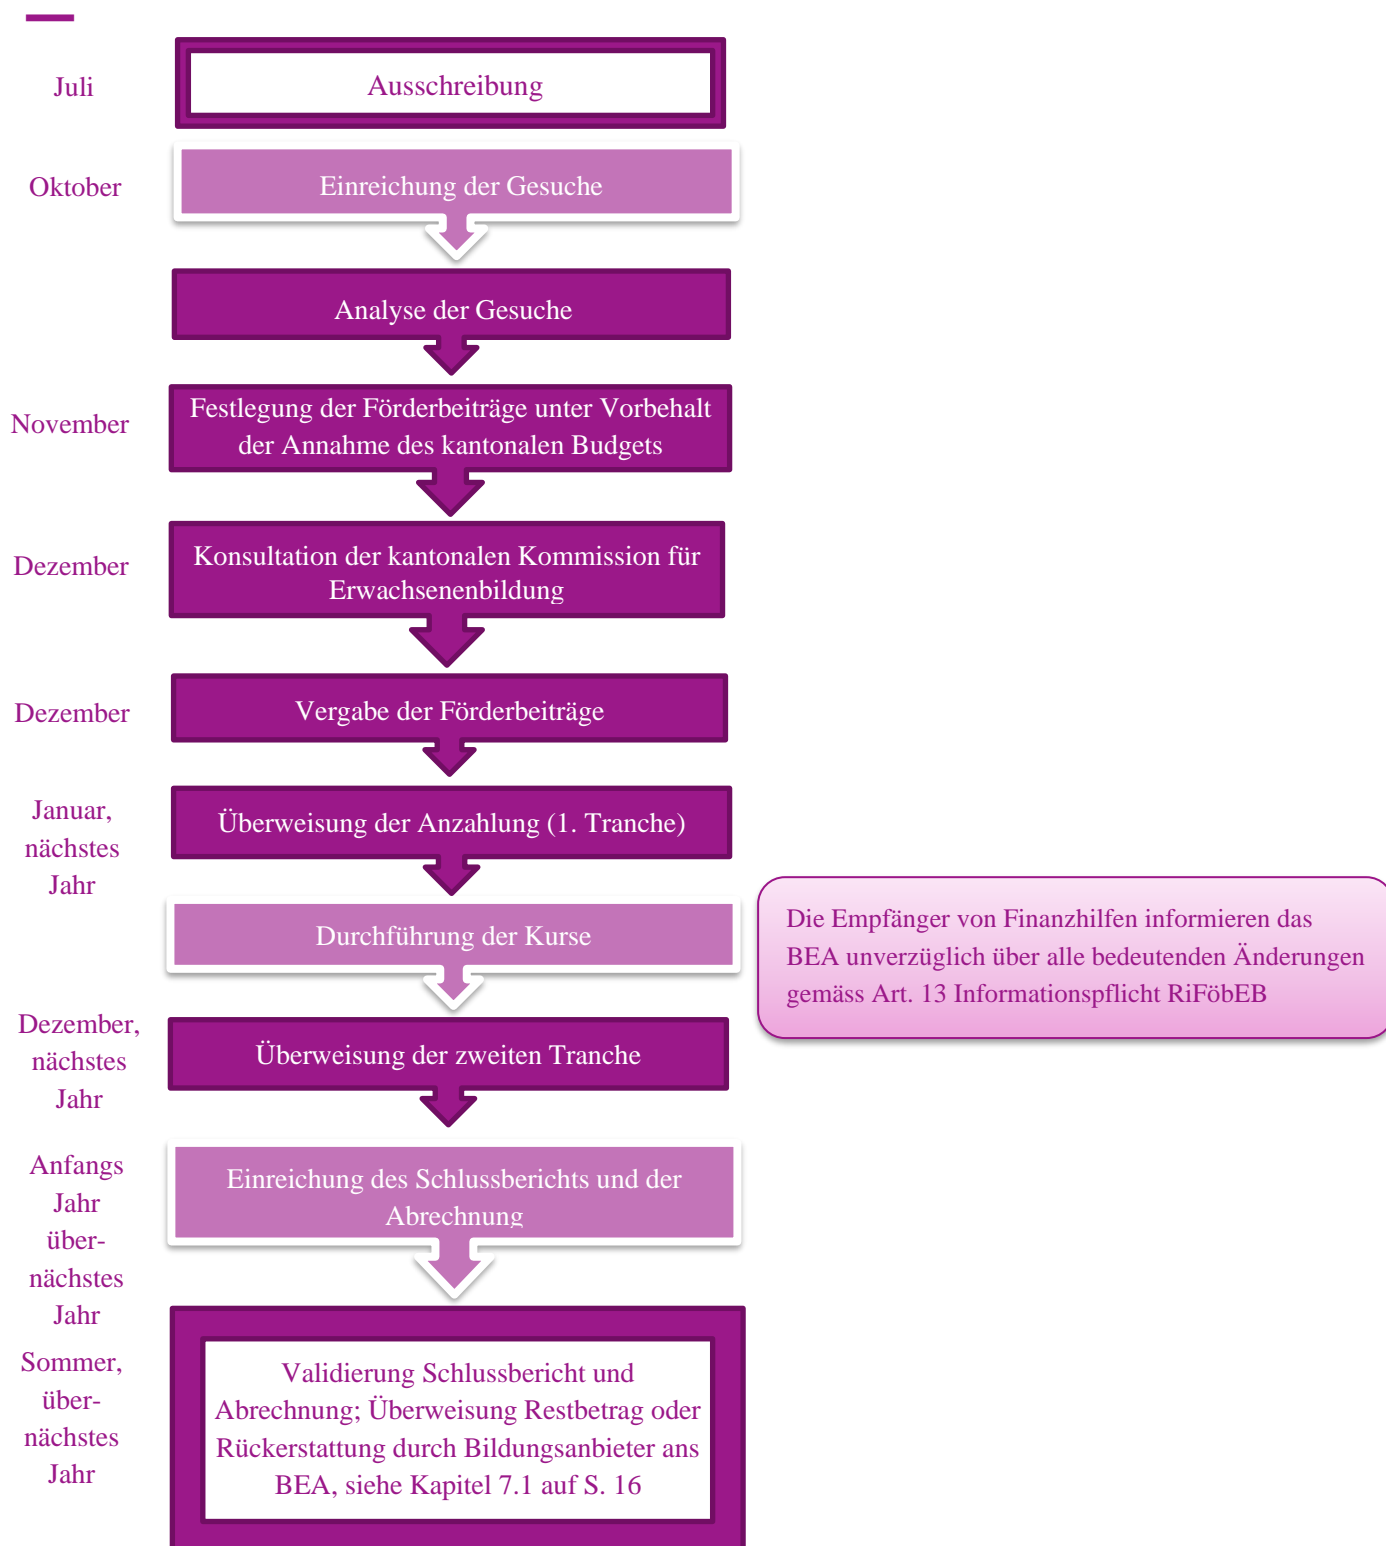 Juli
Ausschreibung
Oktober
Einreichung der Gesuche
Analyse der Gesuche
November
Festlegung der Förderbeiträge unter Vorbehalt
der Annahme des kantonalen Budgets
Dezember
Konsultation der kantonalen Kommission für
Erwachsenenbildung
Dezember
Vergabe der Förderbeiträge
Januar,
nächstes
Jahr
Überweisung der Anzahlung (1. Tranche)
Durchführung der Kurse
Die Empfänger von Finanzhilfen informieren das
BEA unverzüglich über alle bedeutenden Änderungen
gemäss Art. 13 Informationspflicht RiFöbEB
Dezember,
nächstes
Jahr
Überweisung der zweiten Tranche
Anfangs
Jahr
über-
nächstes
Jahr
Einreichung des Schlussberichts und der
Abrechnung
Sommer,
über-
nächstes
Jahr
Validierung Schlussbericht und
Abrechnung; Überweisung Restbetrag oder
Rückerstattung durch Bildungsanbieter ans
BEA, siehe Kapitel 7.1 auf S. 16